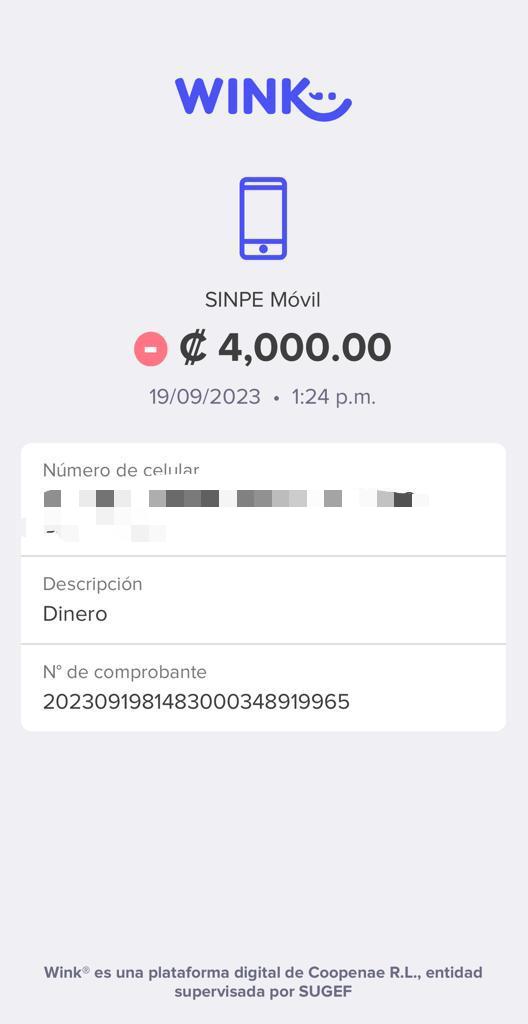 WINK
SINPE Móvil
₡ 4,000.00
19/09/2023 • 1:24 p.m.
Número de celular
Descripción
Dinero
N° de comprobante
2023091981483000348919965
Wink® es una plataforma digital de Coopenae R.L., entidad
supervisada por SUGEF